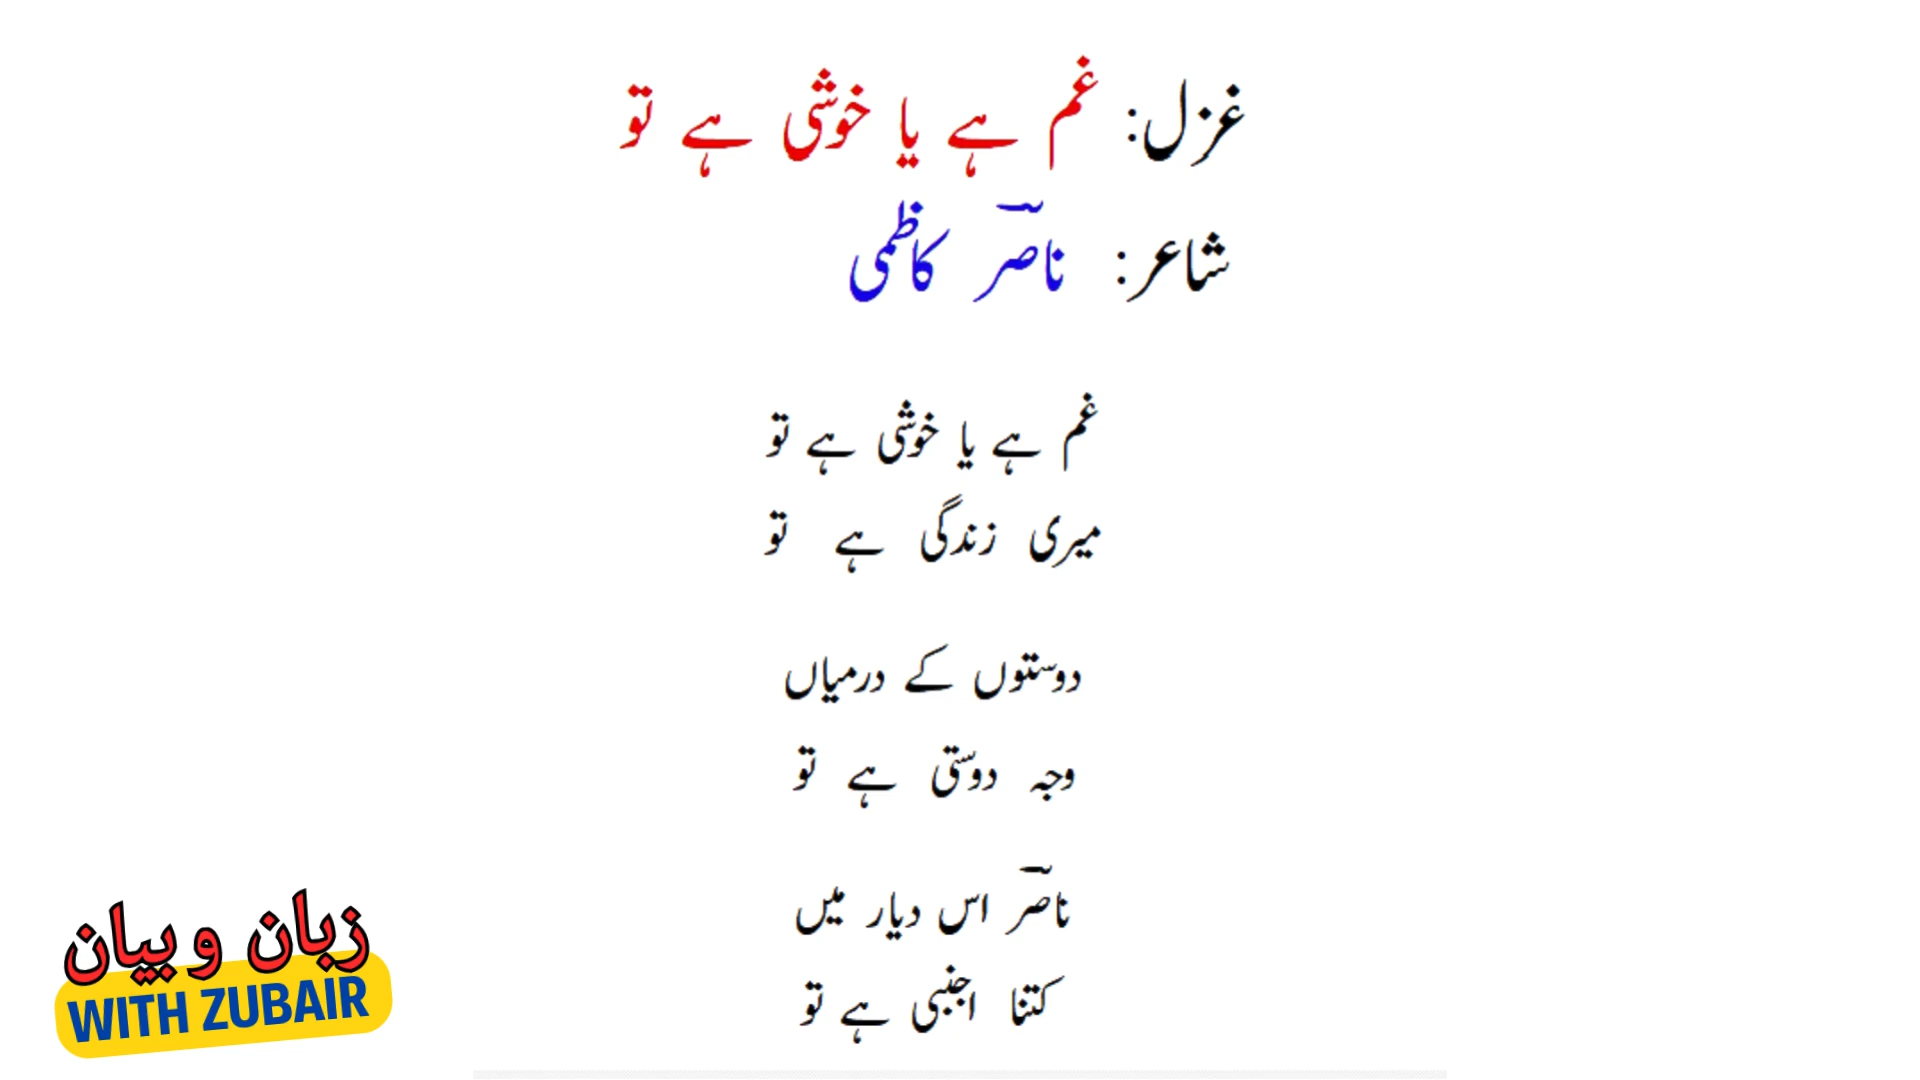 غزل: غم ہے یا خوشی ہے تو
شاعر: ناصؔر کاظمی
غم ہے یا خوشی ہے تو
میری زندگی ہے تو
دوستوں کے درمیاں
وجہ دوستی ہے تو
ناصؔر اس دیار میں
کتنا اجنبی ہے تو
زبان و بیان
WITH ZUBAIR